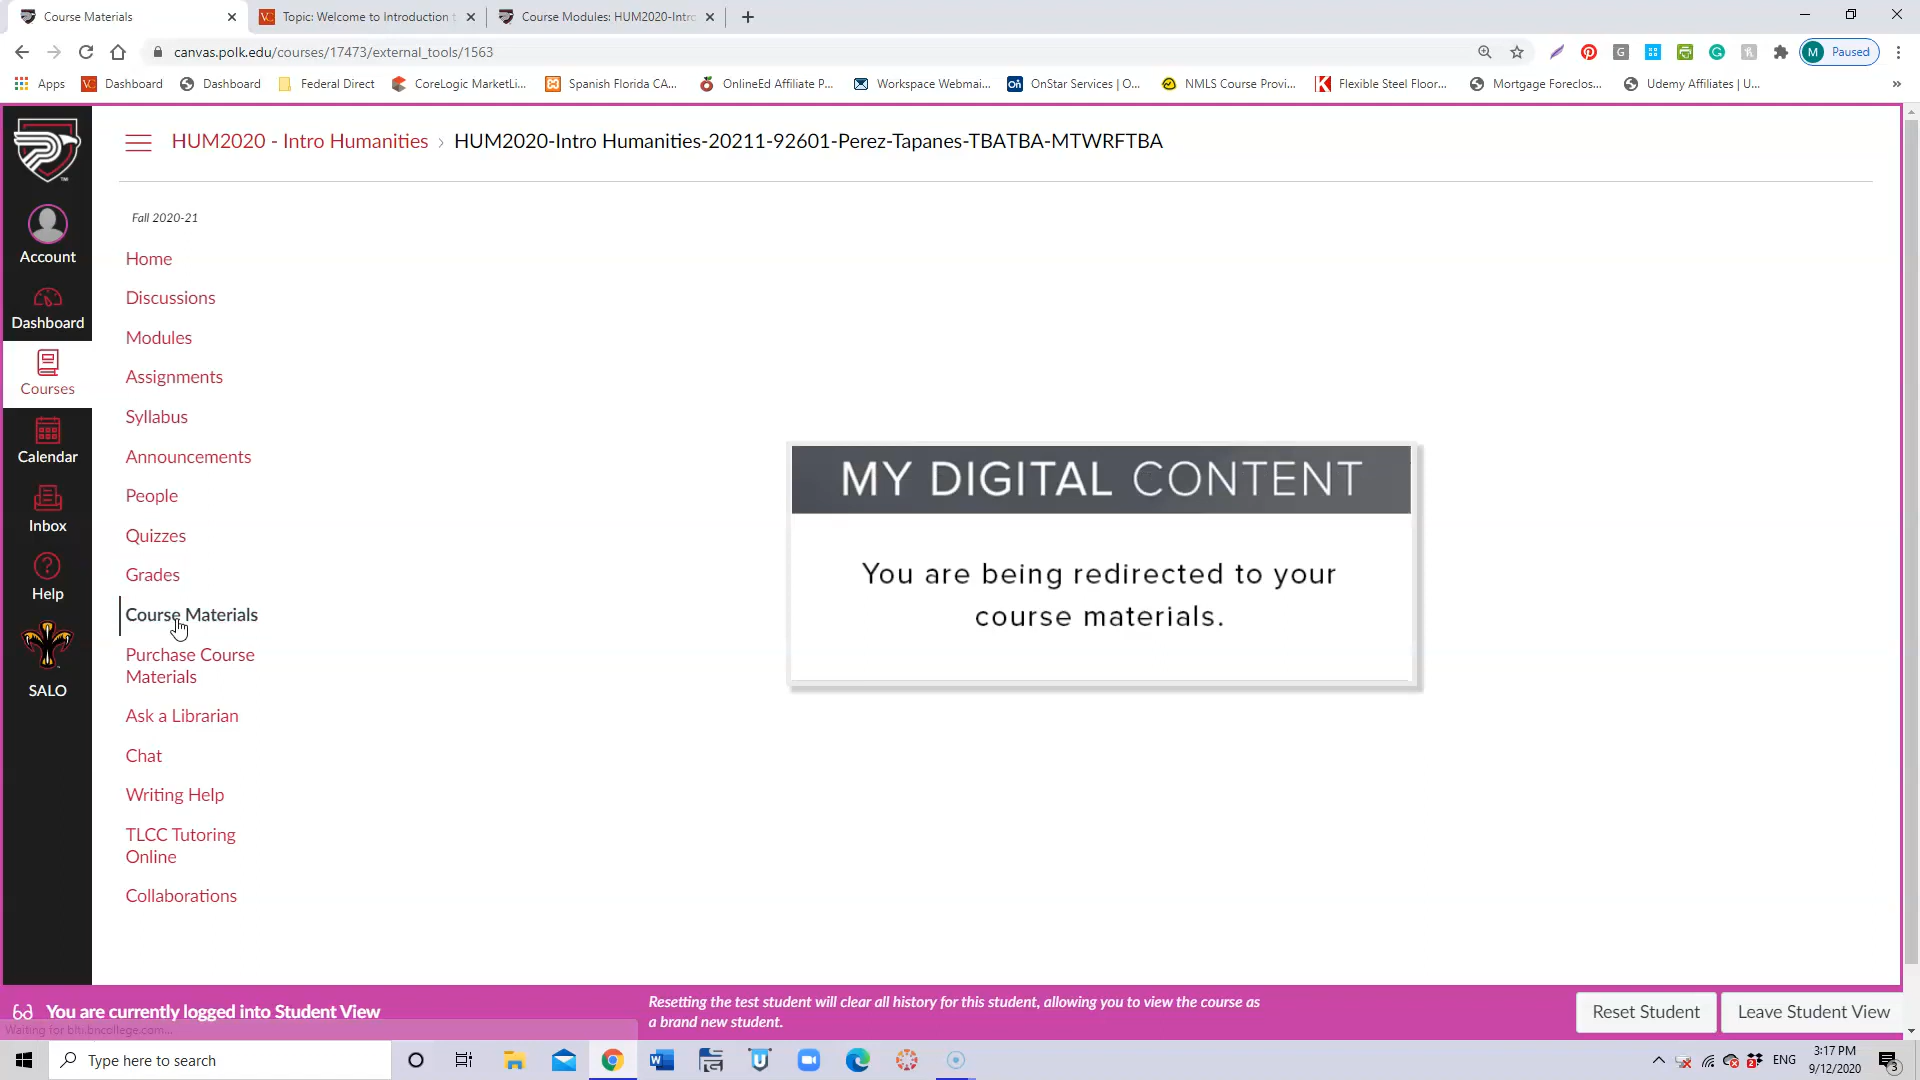 Course Materials
Topic: Welcome to Introduction t
Course Modules: HUM2020-Intro
canvas.polk.edu/courses/17473/external_tools/1563
M Paused
Apps
VC Dashboard
Dashboard
Federal Direct
CoreLogic MarketLi...
Spanish Florida CA...
OnlineEd Affiliate P...
Workspace Webmai...
OnStar Services | O...
NMLS Course Provi...
Flexible Steel Floor...
Mortgage Foreclos...
Udemy Affiliates | U...
HUM2020 - Intro Humanities › HUM2020-Intro Humanities-20211-92601-Perez-Tapanes-TBATBA-MTWRFTBA
Account
Dashboard
Courses
Calendar
Inbox
Help
SALO
Fall 2020-21
Home
Discussions
Modules
Assignments
Syllabus
Announcements
People
Quizzes
Grades
Course Materials
Purchase Course
Materials
Ask a Librarian
Chat
Writing Help
TLCC Tutoring
Online
Collaborations
MY DIGITAL CONTENT
You are being redirected to your
course materials.
You are currently logged into Student View
Resetting the test student will clear all history for this student, allowing you to view the course as
a brand new student.
Reset Student
Leave Student View
Waiting for bhi.bncollege.com...
Type here to search
ENG
3:17 PM
9/12/2020
3